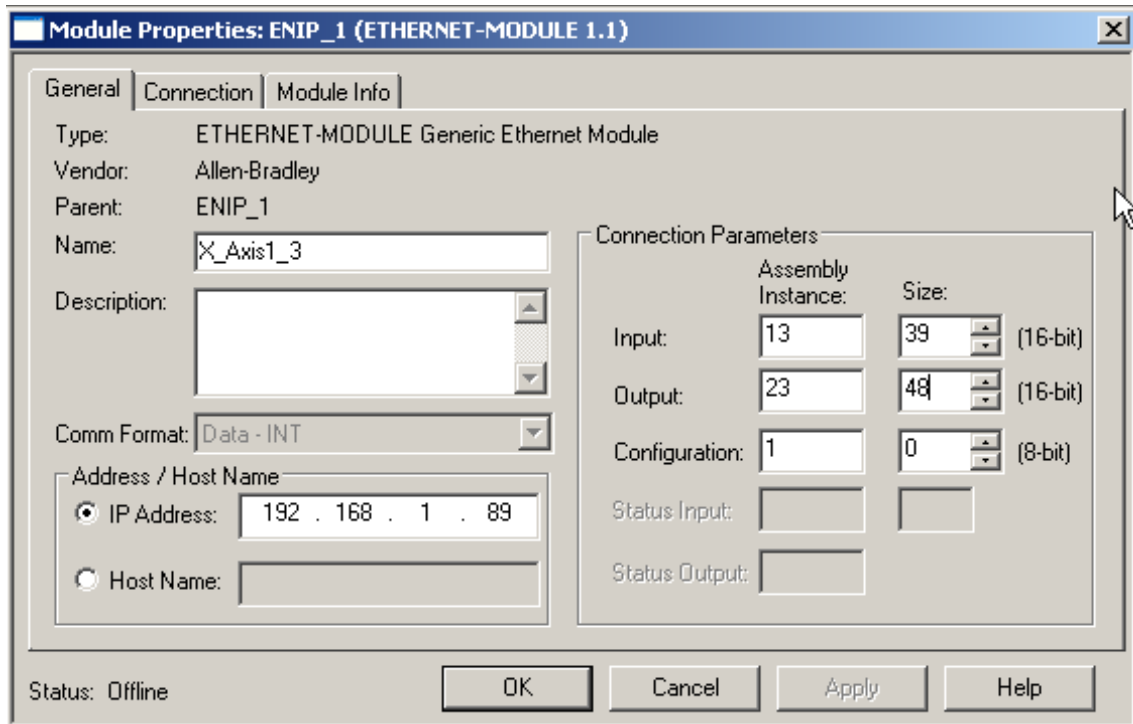 Module Properties: ENIP_1 (ETHERNET-MODULE 1.1)
General Connection Module Info
Type: ETHERNET-MODULE Generic Ethernet Module
Vendor: Allen-Bradley
Parent: ENIP_1
Name: X_Axis1_3
Description:
Comm Format: Data - INT
Address / Host Name
IP Address: 192 . 168 . 1 . 89
Host Name:
Connection Parameters
Assembly
Instance: Size:
Input: 13 39 (16-bit)
Output: 23 48 (16-bit)
Configuration: 1 0 (8-bit)
Status Input:
Status Output:
Status: Offline OK Cancel Apply Help